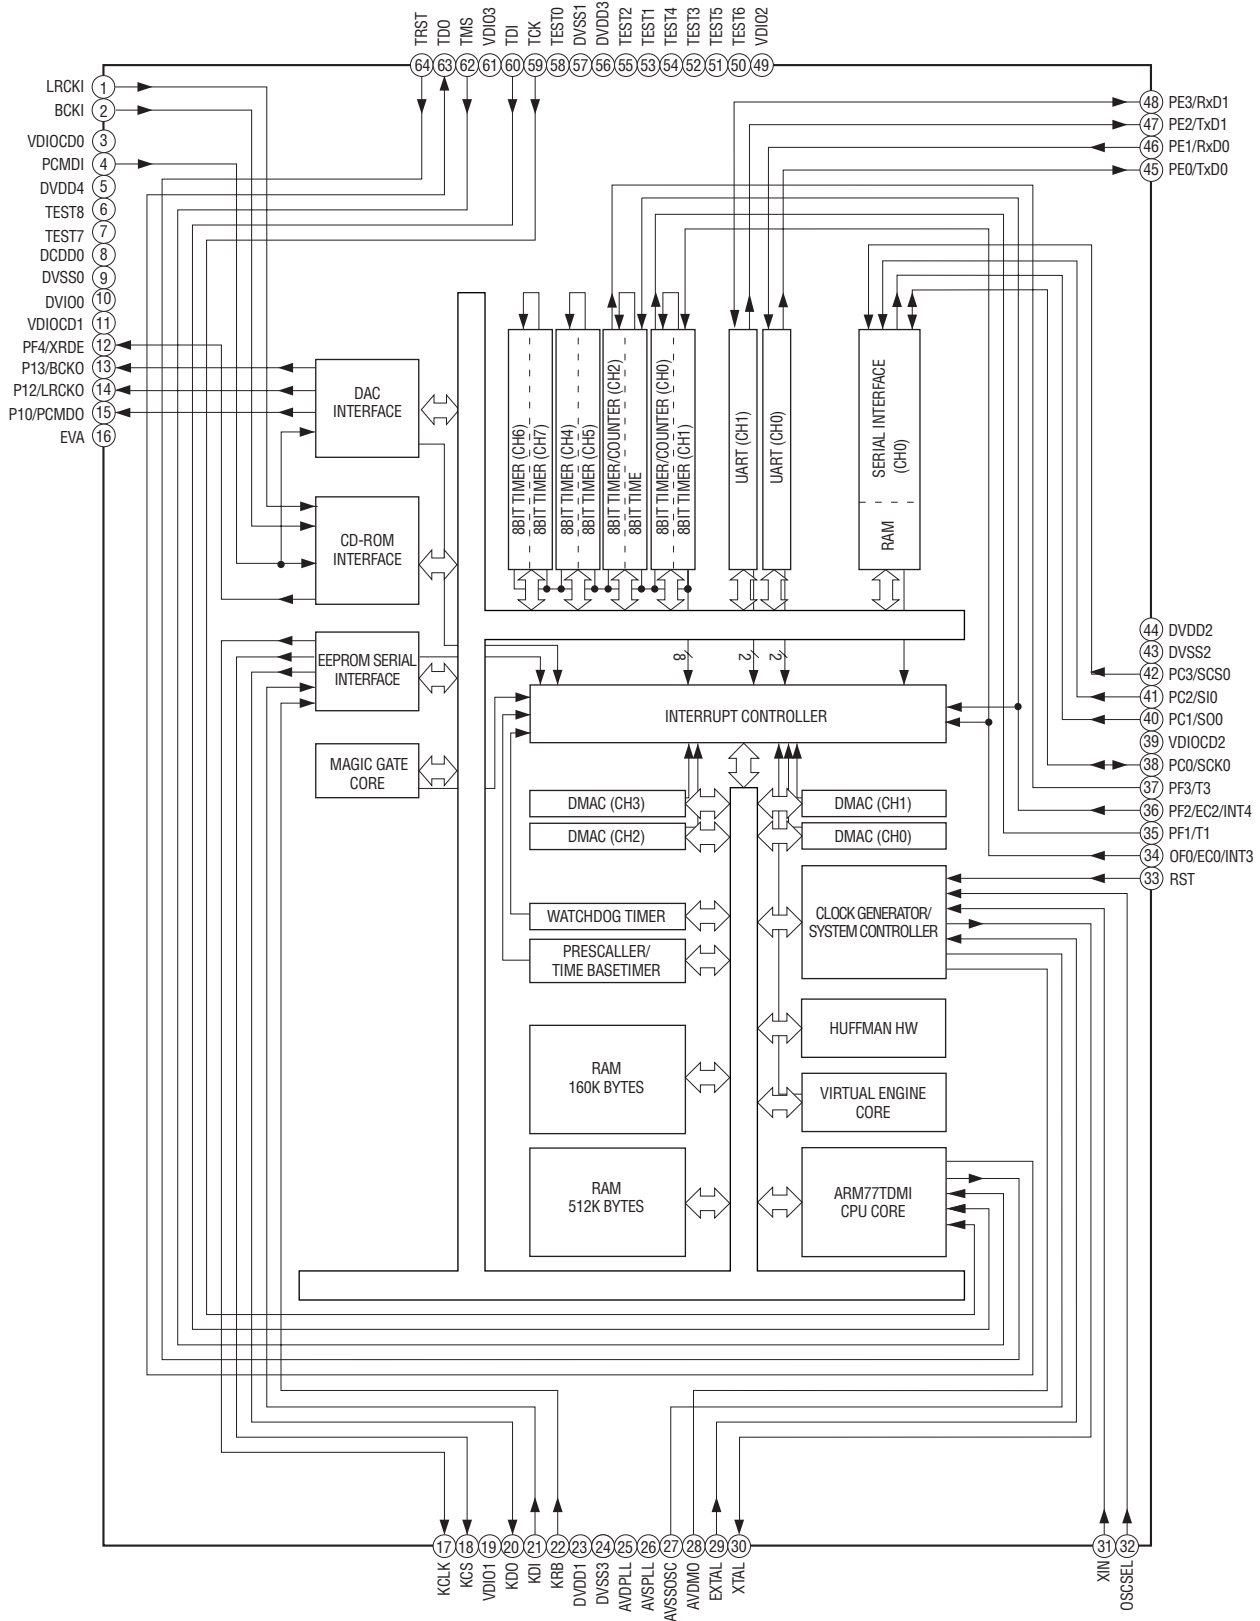 TRST
TDO
TMS
VDIO3
TDI
TCK
TEST0
DVSS1
DVDD3
TEST2
TEST1
TEST4
TEST3
TEST5
TEST6
VDIO2
64
63
62
61
60
59
58
57
56
55
53
54
52
51
50
49
LRCKI 1
BCKI 2
VDIOCD0 3
PCMDI 4
DVDD4 5
TEST8 6
TEST7 7
DCDD0 8
DVSS0 9
DVIO0 10
VDIOCD1 11
PF4/XRDE 12
P13/BCKO 13
P12/LRCKO 14
P10/PCMDO 15
EVA 16
48 PE3/RxD1
47 PE2/TxD1
46 PE1/RxD0
45 PE0/TxD0
DAC
INTERFACE
CD-ROM
INTERFACE
EEPROM SERIAL
INTERFACE
MAGIC GATE
CORE
8BIT TIMER (CH6)
8BIT TIMER (CH7)
8BIT TIMER (CH4)
8BIT TIMER (CH5)
8BIT TIMER/COUNTER (CH2)
8BIT TIME
8BIT TIMER/COUNTER (CH0)
8BIT TIMER (CH1)
UART (CH1)
UART (CH0)
SERIAL INTERFACE
(CH0)
RAM
8
2
2
INTERRUPT CONTROLLER
44 DVDD2
43 DVSS2
42 PC3/SCS0
41 PC2/SI0
40 PC1/SO0
39 VDIOCD2
38 PC0/SCK0
37 PF3/T3
36 PF2/EC2/INT4
35 PF1/T1
34 OF0/EC0/INT3
33 RST
DMAC (CH3)
DMAC (CH1)
DMAC (CH2)
DMAC (CH0)
WATCHDOG TIMER
PRESCALLER/
TIME BASETIMER
CLOCK GENERATOR/
SYSTEM CONTROLLER
HUFFMAN HW
RAM
160K BYTES
VIRTUAL ENGINE
CORE
RAM
512K BYTES
ARM77TDMI
CPU CORE
17
18
19
20
21
22
23
24
25
26
27
28
29
30
31
32
KCLK
KCS
VDIO1
KDO
KDI
KRB
DVDD1
DVSS3
AVDPLL
AVSPLL
AVSSOSC
AVDMO
EXTAL
XTAL
XIN
OSCSEL